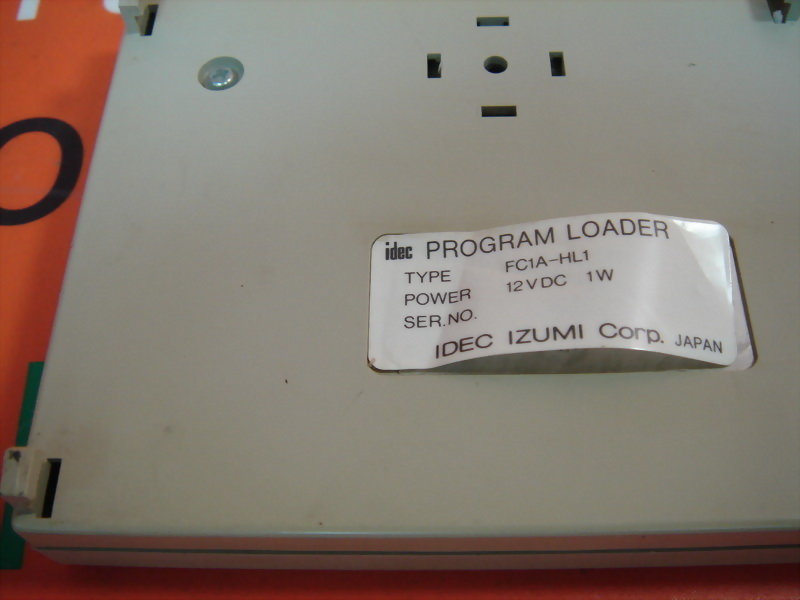 idec PROGRAM LOADER
TYPE FC1A-HL1
POWER 12VDC 1W
SER.NO.
IDEC IZUMI Corp. JAPAN